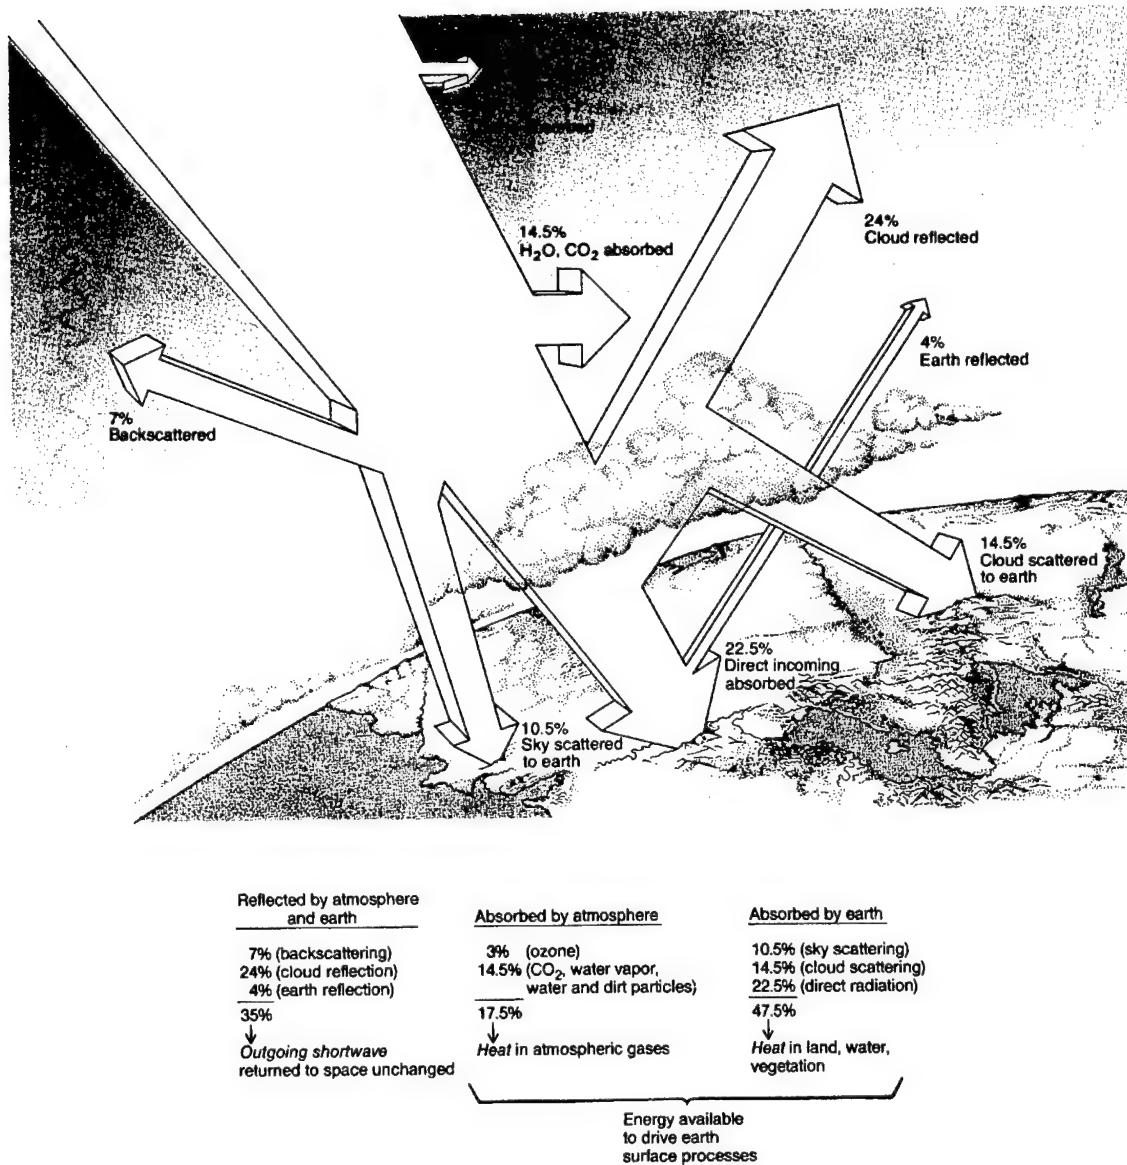 14.5%
H₂O, CO₂ absorbed
24%
Cloud reflected
4%
Earth reflected
7%
Backscattered
14.5%
Cloud scattered
to earth
22.5%
Direct incoming
absorbed
10.5%
Sky scattered
to earth
Reflected by atmosphere
and earth
7% (backscattering)
24% (cloud reflection)
4% (earth reflection)
35%
Outgoing shortwave
returned to space unchanged
Absorbed by atmosphere
3% (ozone)
14.5% (CO₂, water vapor,
water and dirt particles)
17.5%
Heat in atmospheric gases
Absorbed by earth
10.5% (sky scattering)
14.5% (cloud scattering)
22.5% (direct radiation)
47.5%
Heat in land, water,
vegetation
Energy available
to drive earth
surface processes